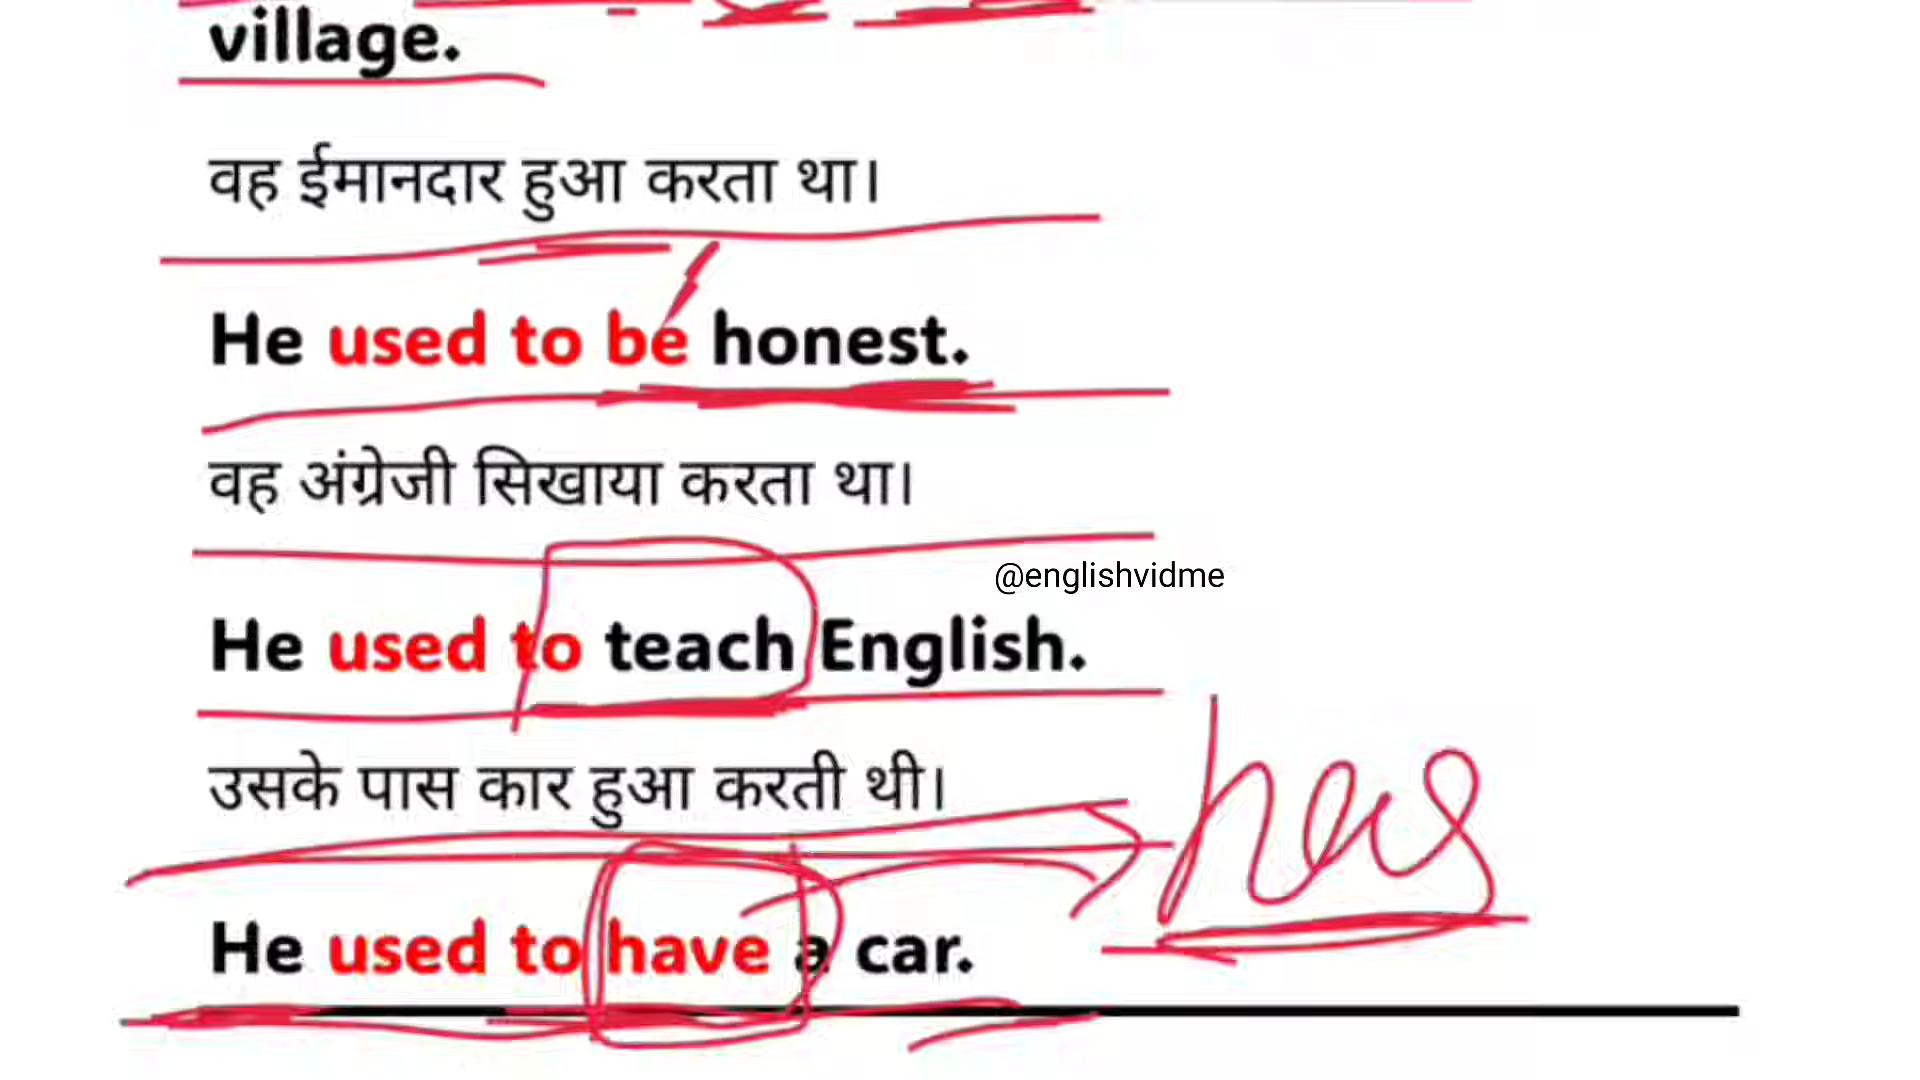 village.
वह ईमानदार हुआ करता था।
He used to be honest.
वह अंग्रेजी सिखाया करता था।
@englishvidme
He used to teach English.
उसके पास कार हुआ करती थी।
has
He used to have a car.